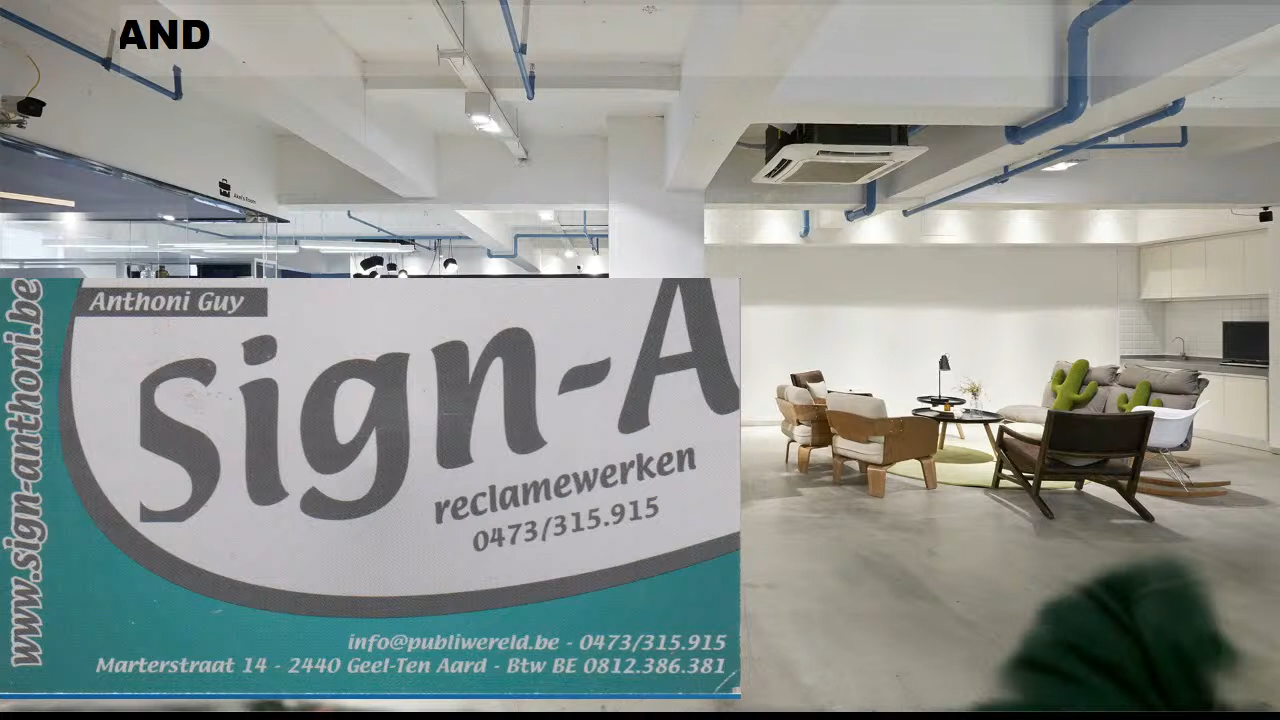 AND
Anthoni Guy
Sign-A
reclamewerken
0473/315.915
info@publiwereld.be - 0473/315.915
Marterstraat 14 - 2440 Geel-Ten Aard - Btw BE 0812.386.381
www.sign-anthoni.be